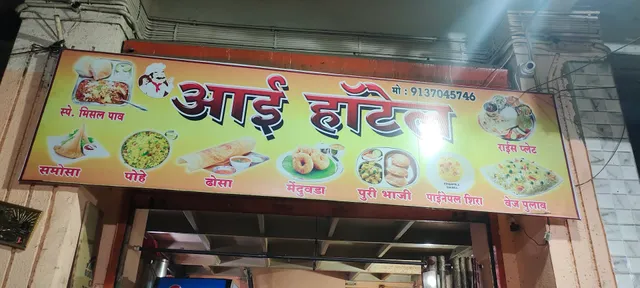 मो : 9137045746
आई हॉटेल
स्पे. मिसल पाव
राईस प्लेट
समोसा
पोहे
ढोसा
मेंदुवडा
पुरी भाजी
पाईनेपल शिरा
वेज पुलाव